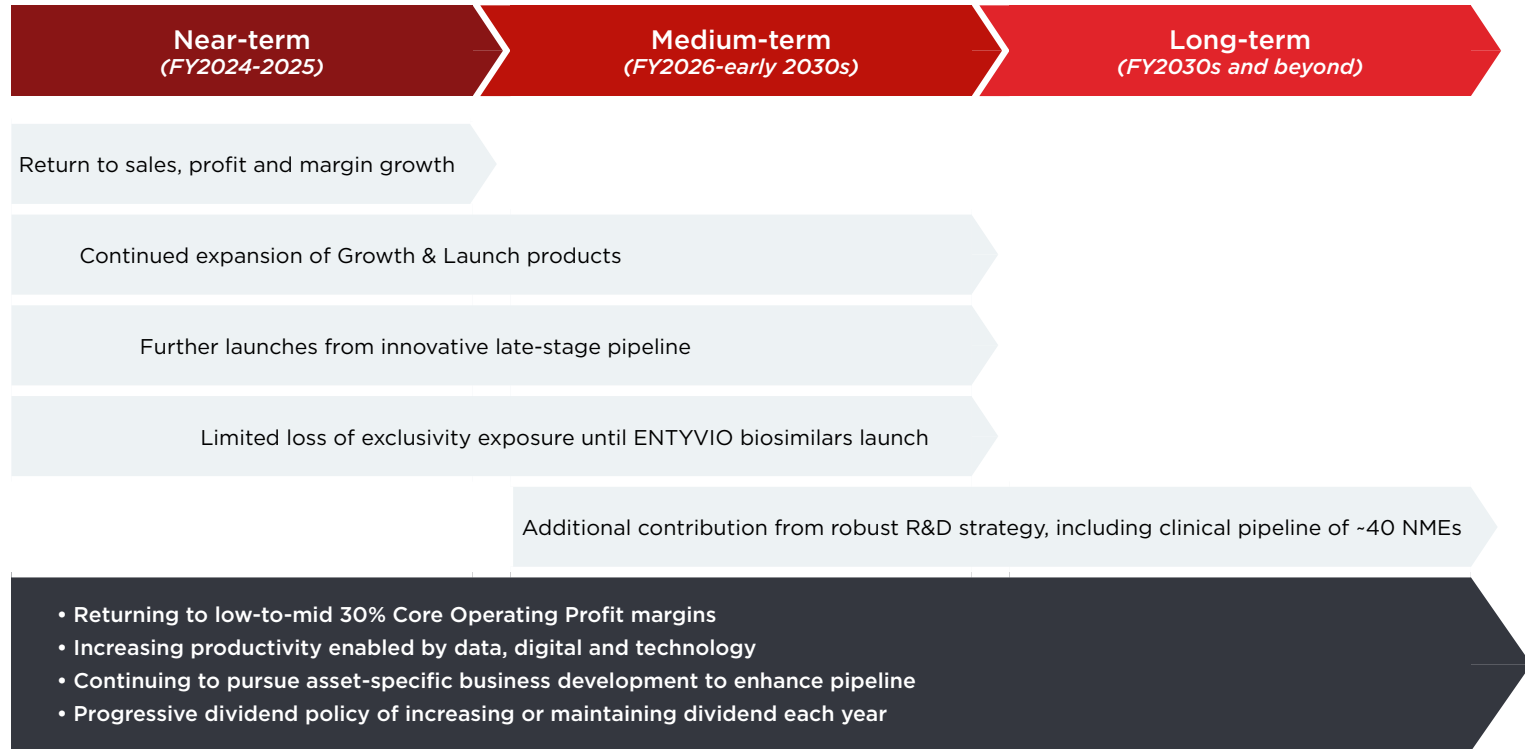 Near-term
(FY2024-2025)
Medium-term
(FY2026-early 2030s)
Long-term
(FY2030s and beyond)
Return to sales, profit and margin growth
Continued expansion of Growth & Launch products
Further launches from innovative late-stage pipeline
Limited loss of exclusivity exposure until ENTYVIO biosimilars launch
Additional contribution from robust R&D strategy, including clinical pipeline of ~40 NMEs
• Returning to low-to-mid 30% Core Operating Profit margins
• Increasing productivity enabled by data, digital and technology
• Continuing to pursue asset-specific business development to enhance pipeline
• Progressive dividend policy of increasing or maintaining dividend each year